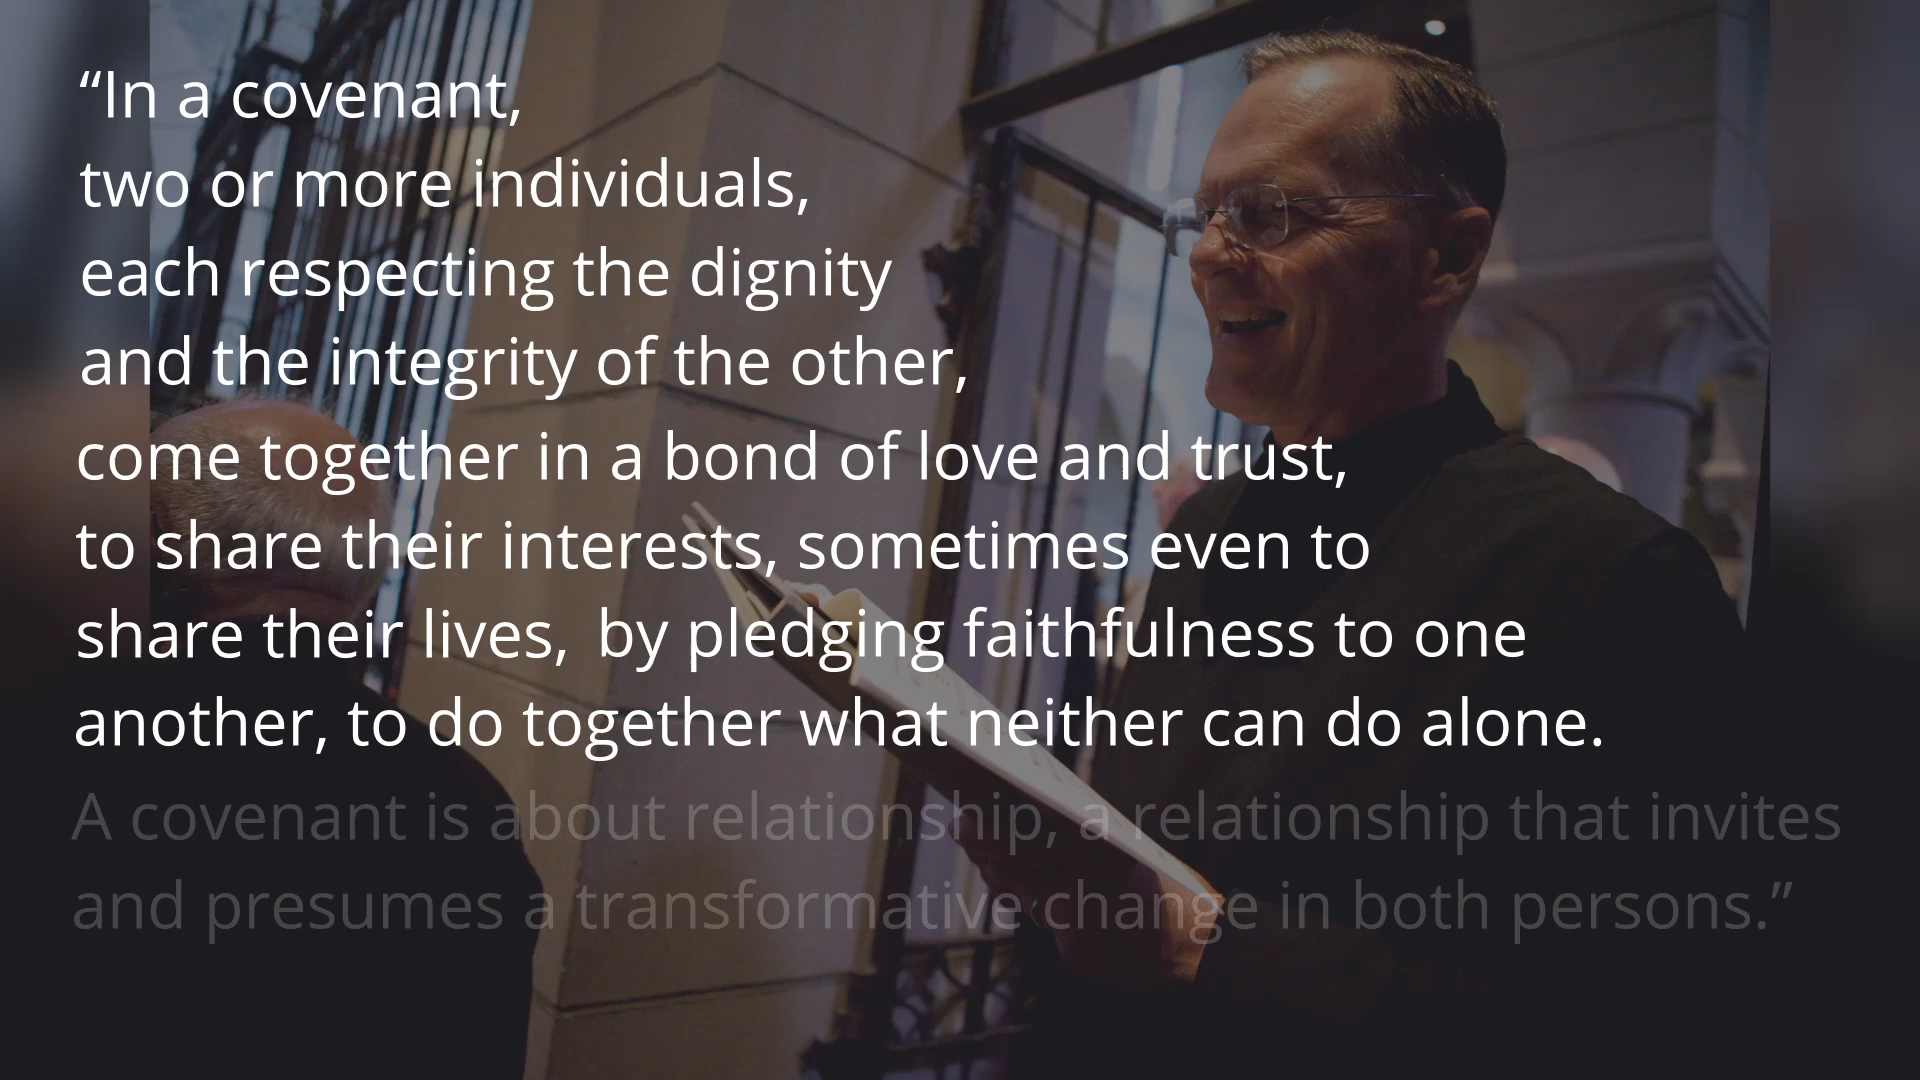 “In a covenant,
two or more individuals,
each respecting the dignity
and the integrity of the other,
come together in a bond of love and trust,
to share their interests, sometimes even to
share their lives, by pledging faithfulness to one
another, to do together what neither can do alone.
A covenant is about relationship, a relationship that invites
and presumes a transformative change in both persons.”